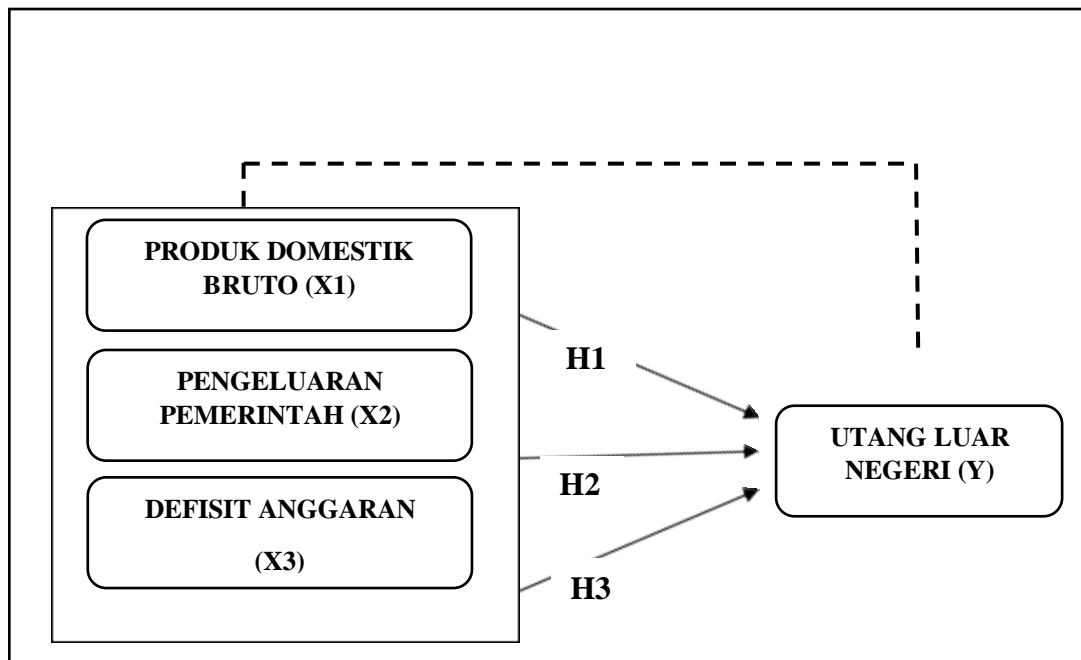 PRODUK DOMESTIK
BRUTO (X1)
PENGELUARAN
PEMERINTAH (X2)
DEFISIT ANGGARAN
(X3)
H1
H2
H3
UTANG LUAR
NEGERI (Y)